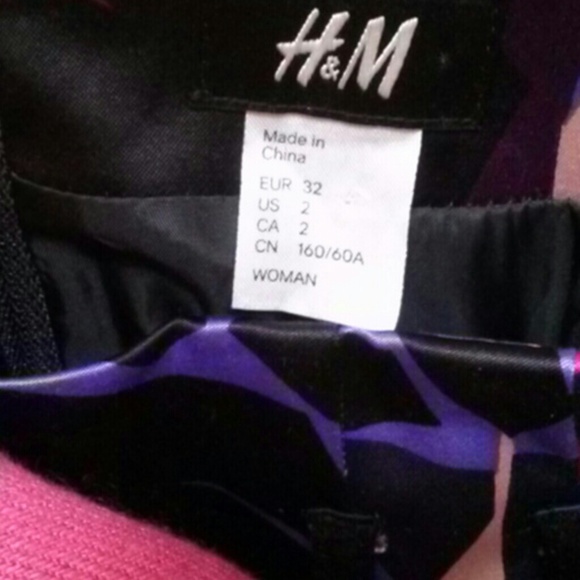 H&M
Made in
China
EUR 32
US 2
CA 2
CN 160/60A
WOMAN